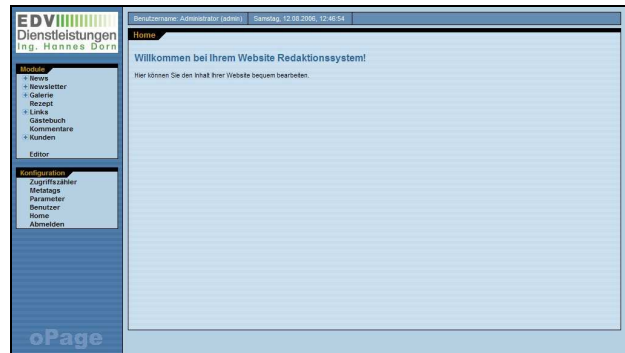 EDV
Dienstleistungen
Ing. Hannes Dorn
Benutzername: Administrator (admin) Samstag, 12.08.2006, 12:46:54
Home
Willkommen bei Ihrem Website Redaktionssystem!
Hier können Sie den Inhalt Ihrer Website bequem bearbeiten.
Module
+ News
+ Newsletter
+ Galerie
Rezept
+ Links
Gästebuch
Kommentare
+ Kunden
Editor
Konfiguration
Zugriffszähler
Metatags
Parameter
Benutzer
Home
Abmelden
oPage